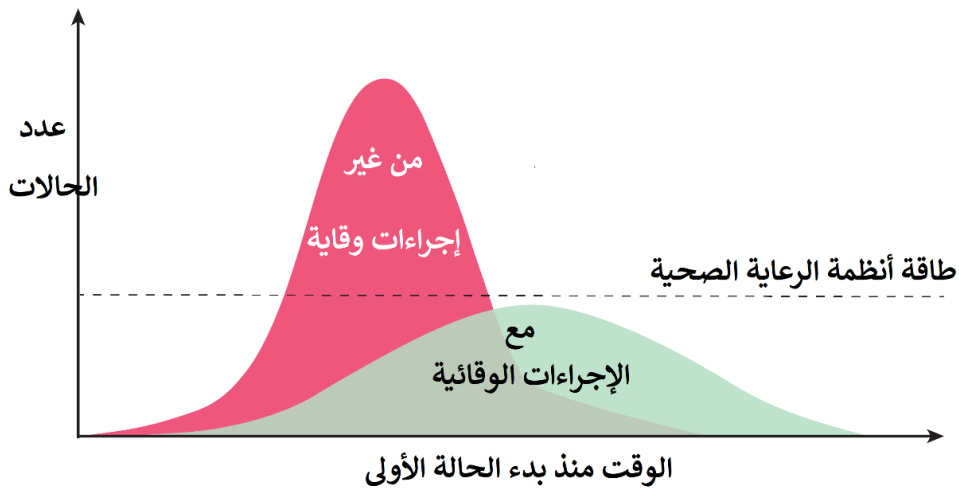 عدد
الحالات
من غير
إجراءات وقاية
طاقة أنظمة الرعاية الصحية
مع
الإجراءات الوقائية
الوقت منذ بدء الحالة الأولى